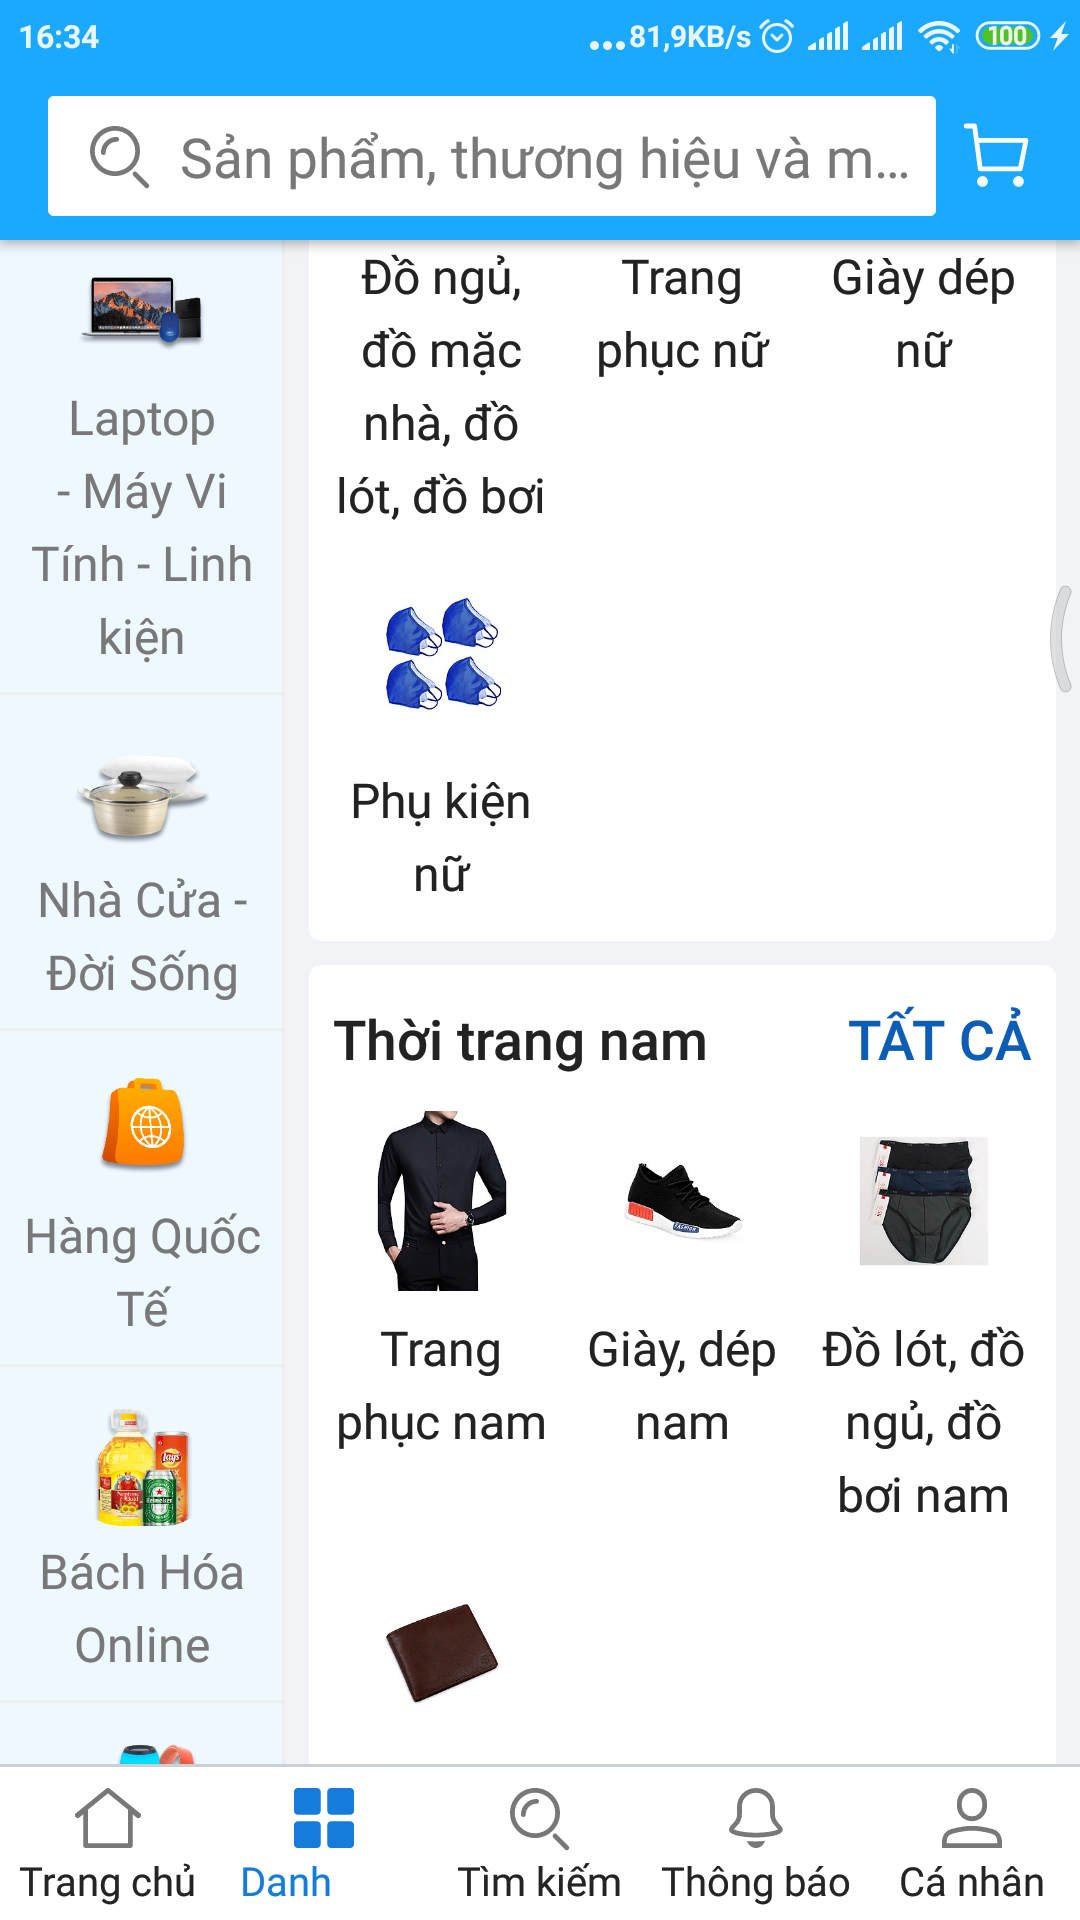 16:34
...81,9KB/s
100
Sản phẩm, thương hiệu và m...
Laptop
- Máy Vi
Tính - Linh
kiện
Nhà Cửa -
Đời Sống
Hàng Quốc
Tế
Bách Hóa
Online
Đồ ngủ,
đồ mặc
nhà, đồ
lót, đồ bơi
Trang
phục nữ
Giày dép
nữ
Phụ kiện
nữ
Thời trang nam
TẤT CẢ
Trang
phục nam
Giày, dép
nam
Đồ lót, đồ
ngủ, đồ
bơi nam
Trang chủ
Danh
Tìm kiếm
Thông báo
Cá nhân